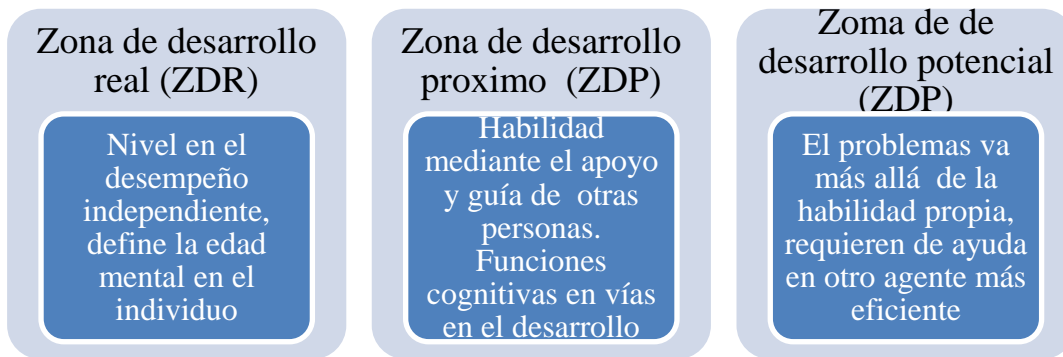 Zona de desarrollo
real (ZDR)
Nivel en el
desempeño
independiente,
define la edad
mental en el
individuo
Zona de desarrollo
proximo (ZDP)
Habilidad
mediante el apoyo
y guía de otras
personas.
Funciones
cognitivas en vías
en el desarrollo
Zoma de de
desarrollo potencial
(ZDP)
El problemas va
más allá de la
habilidad propia,
requieren de ayuda
en otro agente más
eficiente